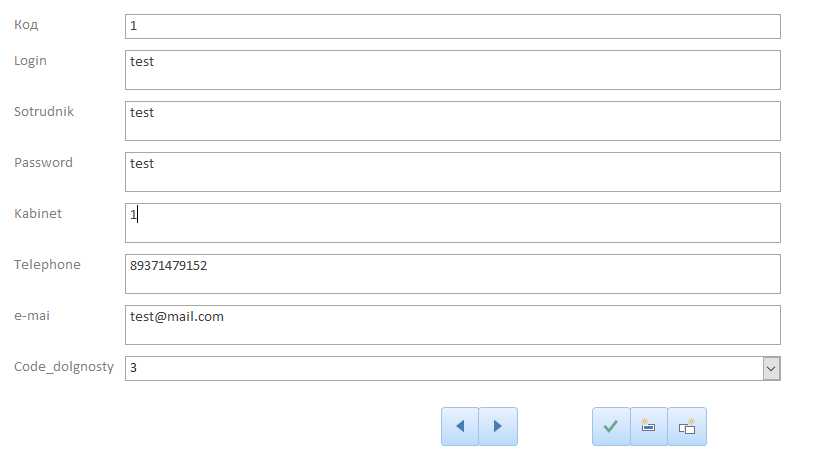 Код 1
Login test
Sotrudnik test
Password test
Kabinet 1
Telephone 89371479152
e-mai test@mail.com
Code_dolgnosty 3